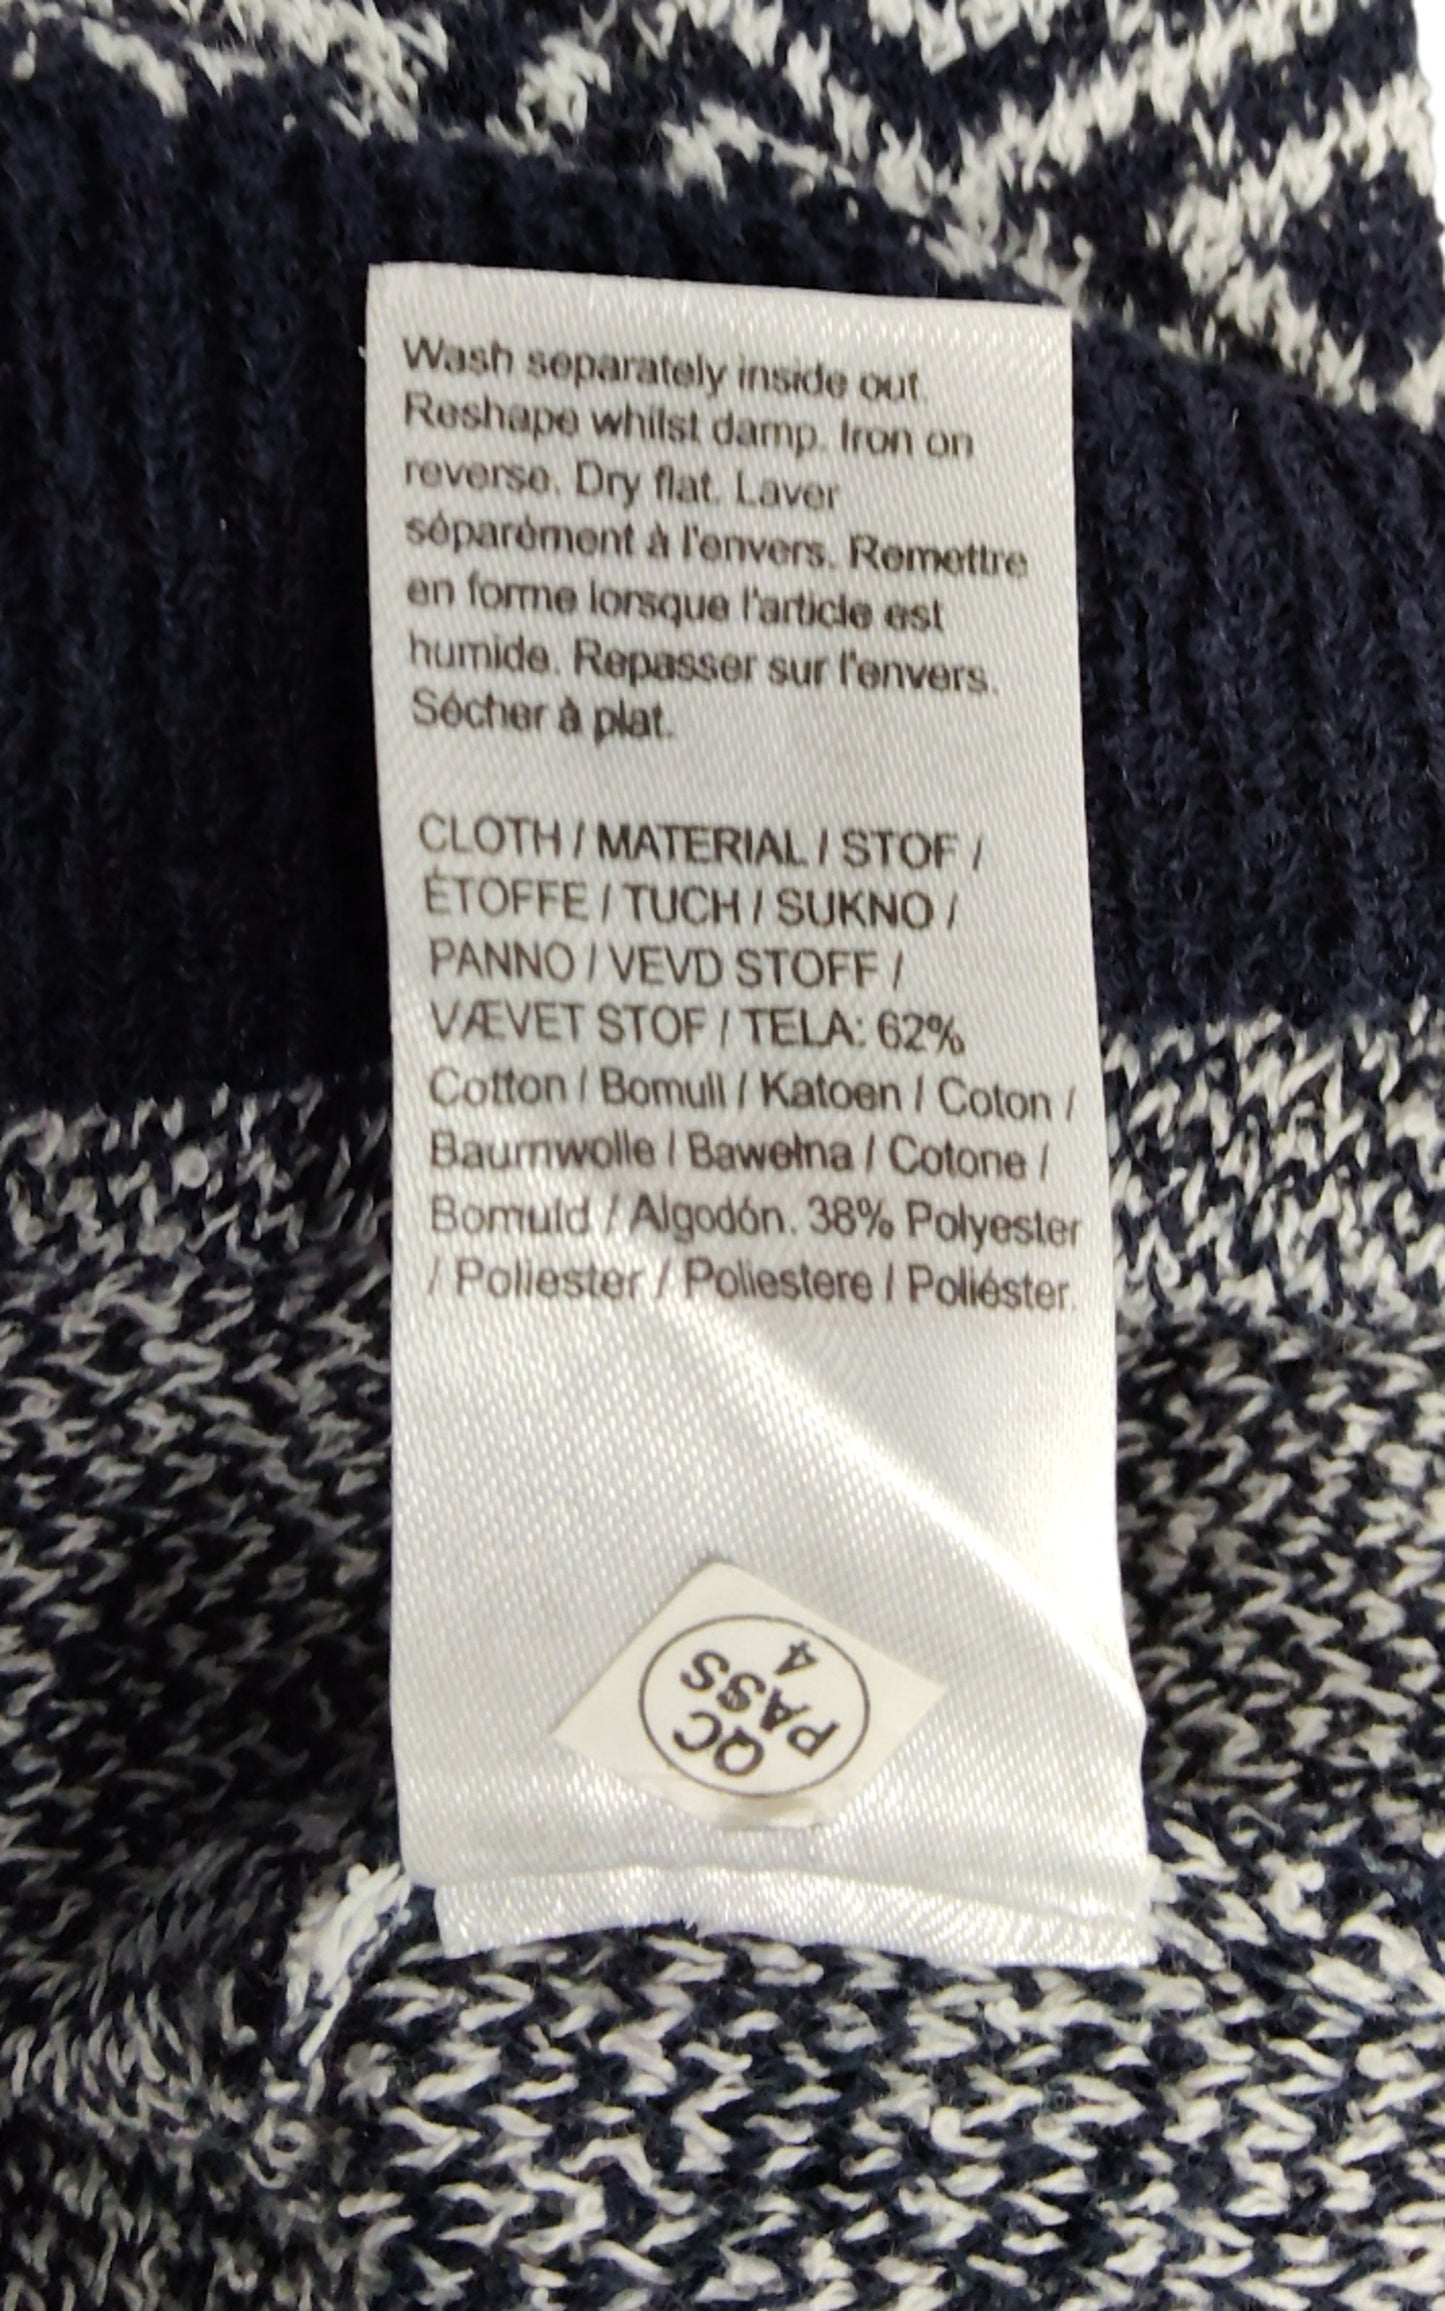 Wash separately inside out.
Reshape whilst damp. Iron on
reverse. Dry flat. Laver
séparément à l'envers. Remettre
en forme lorsque l'article est
humide. Repasser sur l'envers.
Sécher à plat.
CLOTH / MATERIAL / STOF /
ÉTOFFE / TUCH / SUKNO /
PANNO / VEVD STOFF /
VÆVET STOF / TELA: 62%
Cotton / Bomull / Katoen / Coton /
Baumwolle / Bawełna / Cotone /
Bomuld / Algodón. 38% Polyester
/ Poliester / Poliestere / Poliéster.
QC
PASS
4